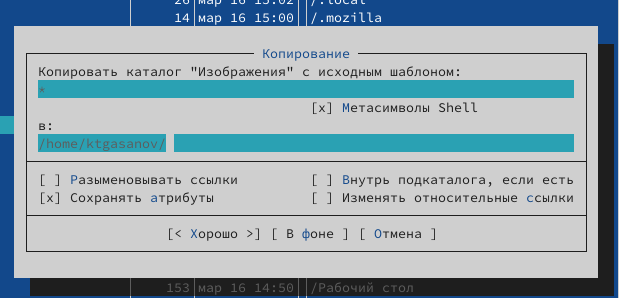 26 мар 16 15:02 /.local
14 мар 16 15:00 /.mozilla
Копирование
Копировать каталог "Изображения" с исходным шаблоном:
*
[x] Метасимволы Shell
в:
/home/ktgasanov/
[ ] Разыменовывать ссылки [ ] Внутрь подкаталога, если есть
[x] Сохранять атрибуты [ ] Изменять относительные ссылки
[< Хорошо >] [ В фоне ] [ Отмена ]
153 мар 16 14:50 /Рабочий стол